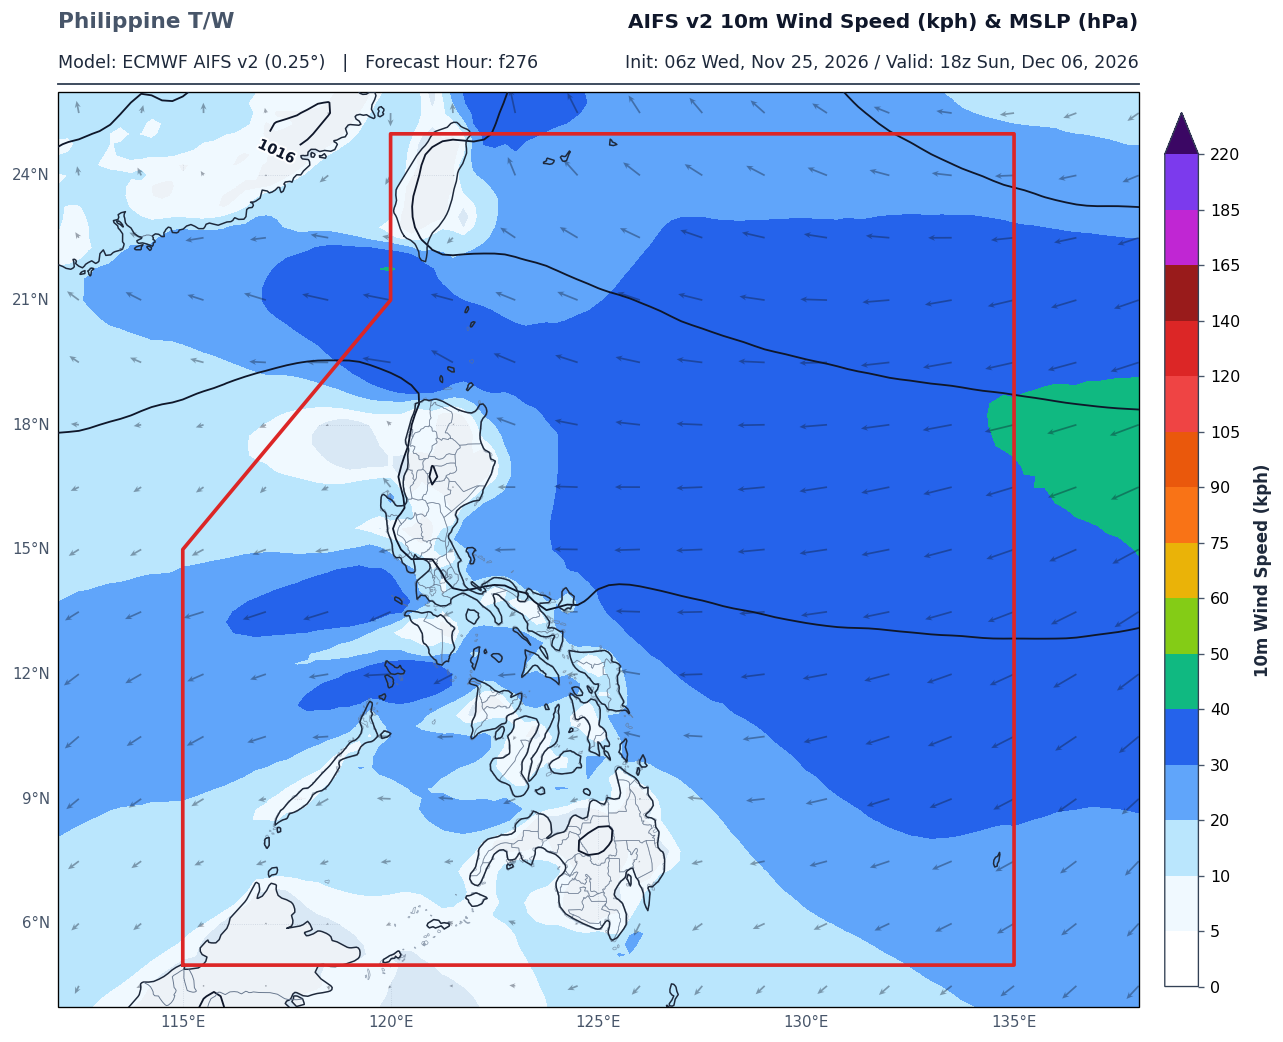 Philippine T/W
AIFS v2 10m Wind Speed (kph) & MSLP (hPa)
Model: ECMWF AIFS v2 (0.25°)   |   Forecast Hour: f276
Init: 06z Wed, Nov 25, 2026 / Valid: 18z Sun, Dec 06, 2026
1016
24°N
21°N
18°N
15°N
12°N
9°N
6°N
115°E
120°E
125°E
130°E
135°E
220
185
165
140
120
105
90
75
60
50
40
30
20
10
5
0
10m Wind Speed (kph)